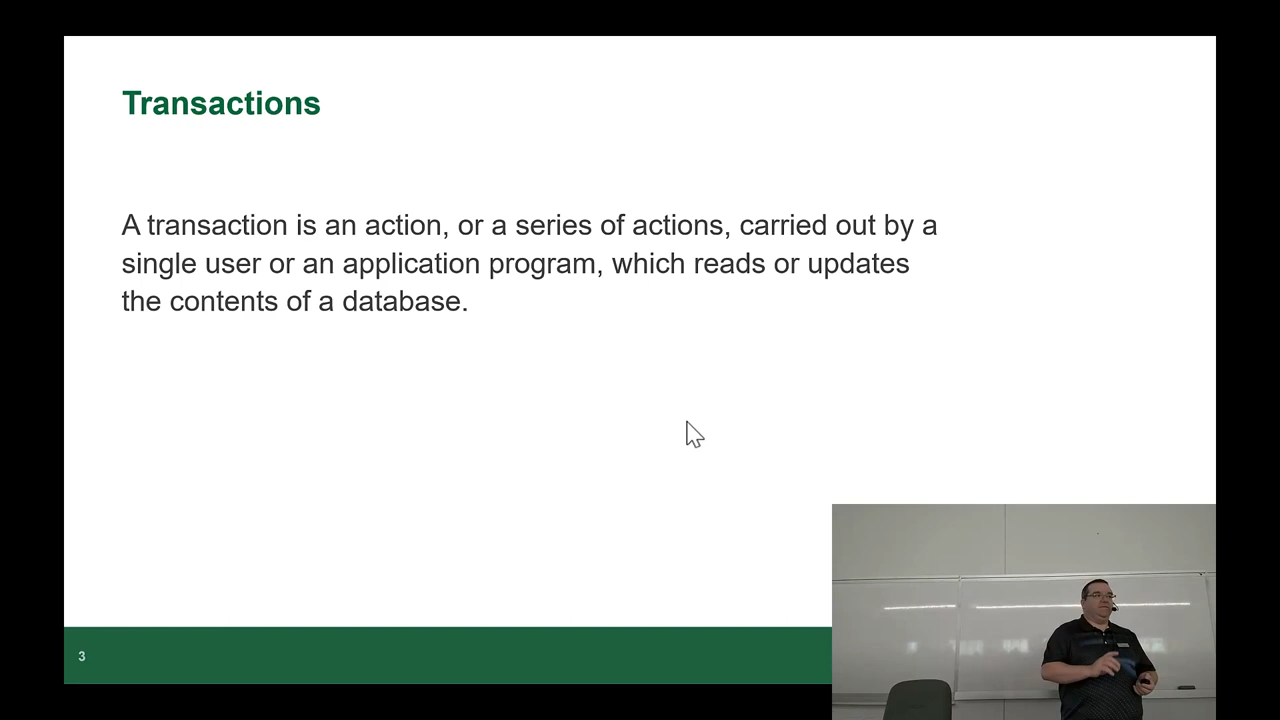 Transactions
A transaction is an action, or a series of actions, carried out by a
single user or an application program, which reads or updates
the contents of a database.
3